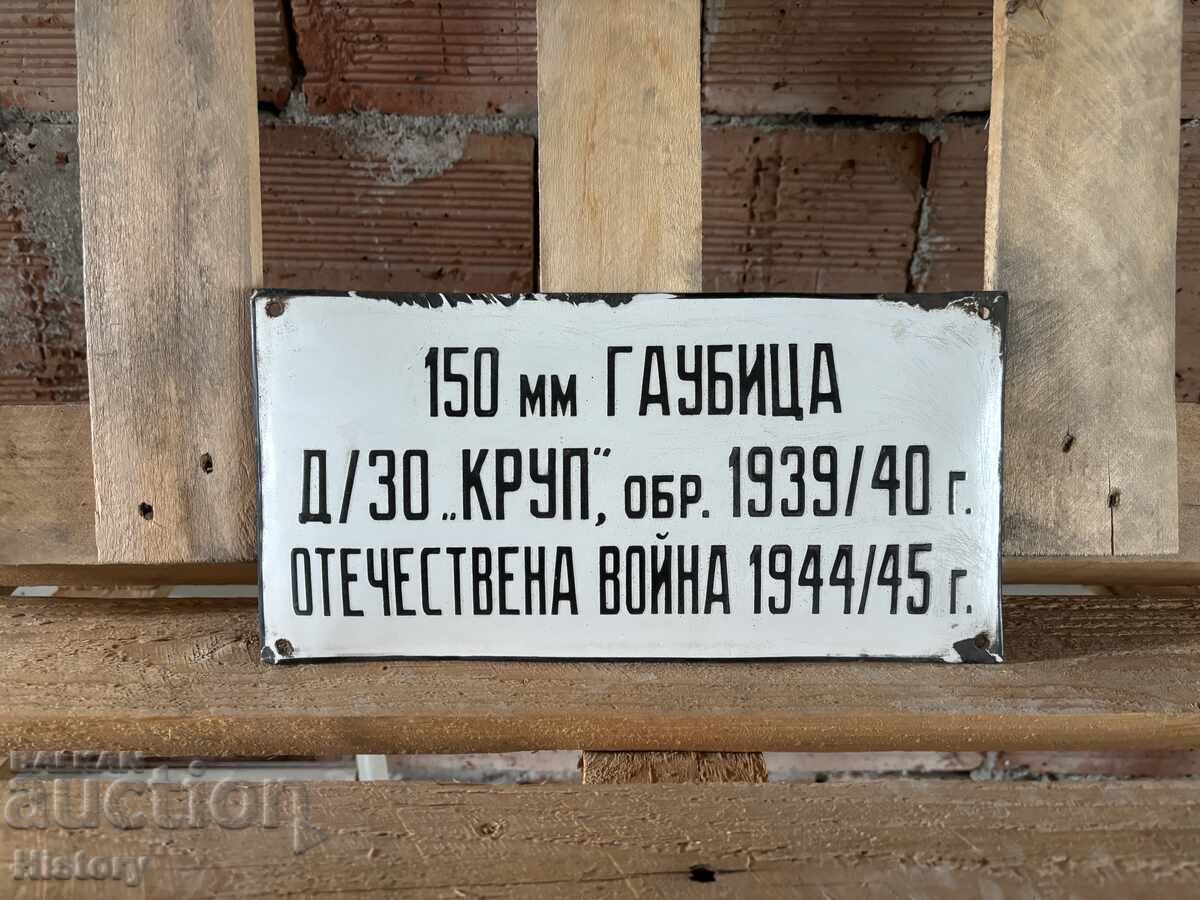 150 мм ГАУБИЦА
Д/30 „КРУП“, ОБР. 1939/40 г.
ОТЕЧЕСТВЕНА ВОЙНА 1944/45 г.
BALKAN
auction
History